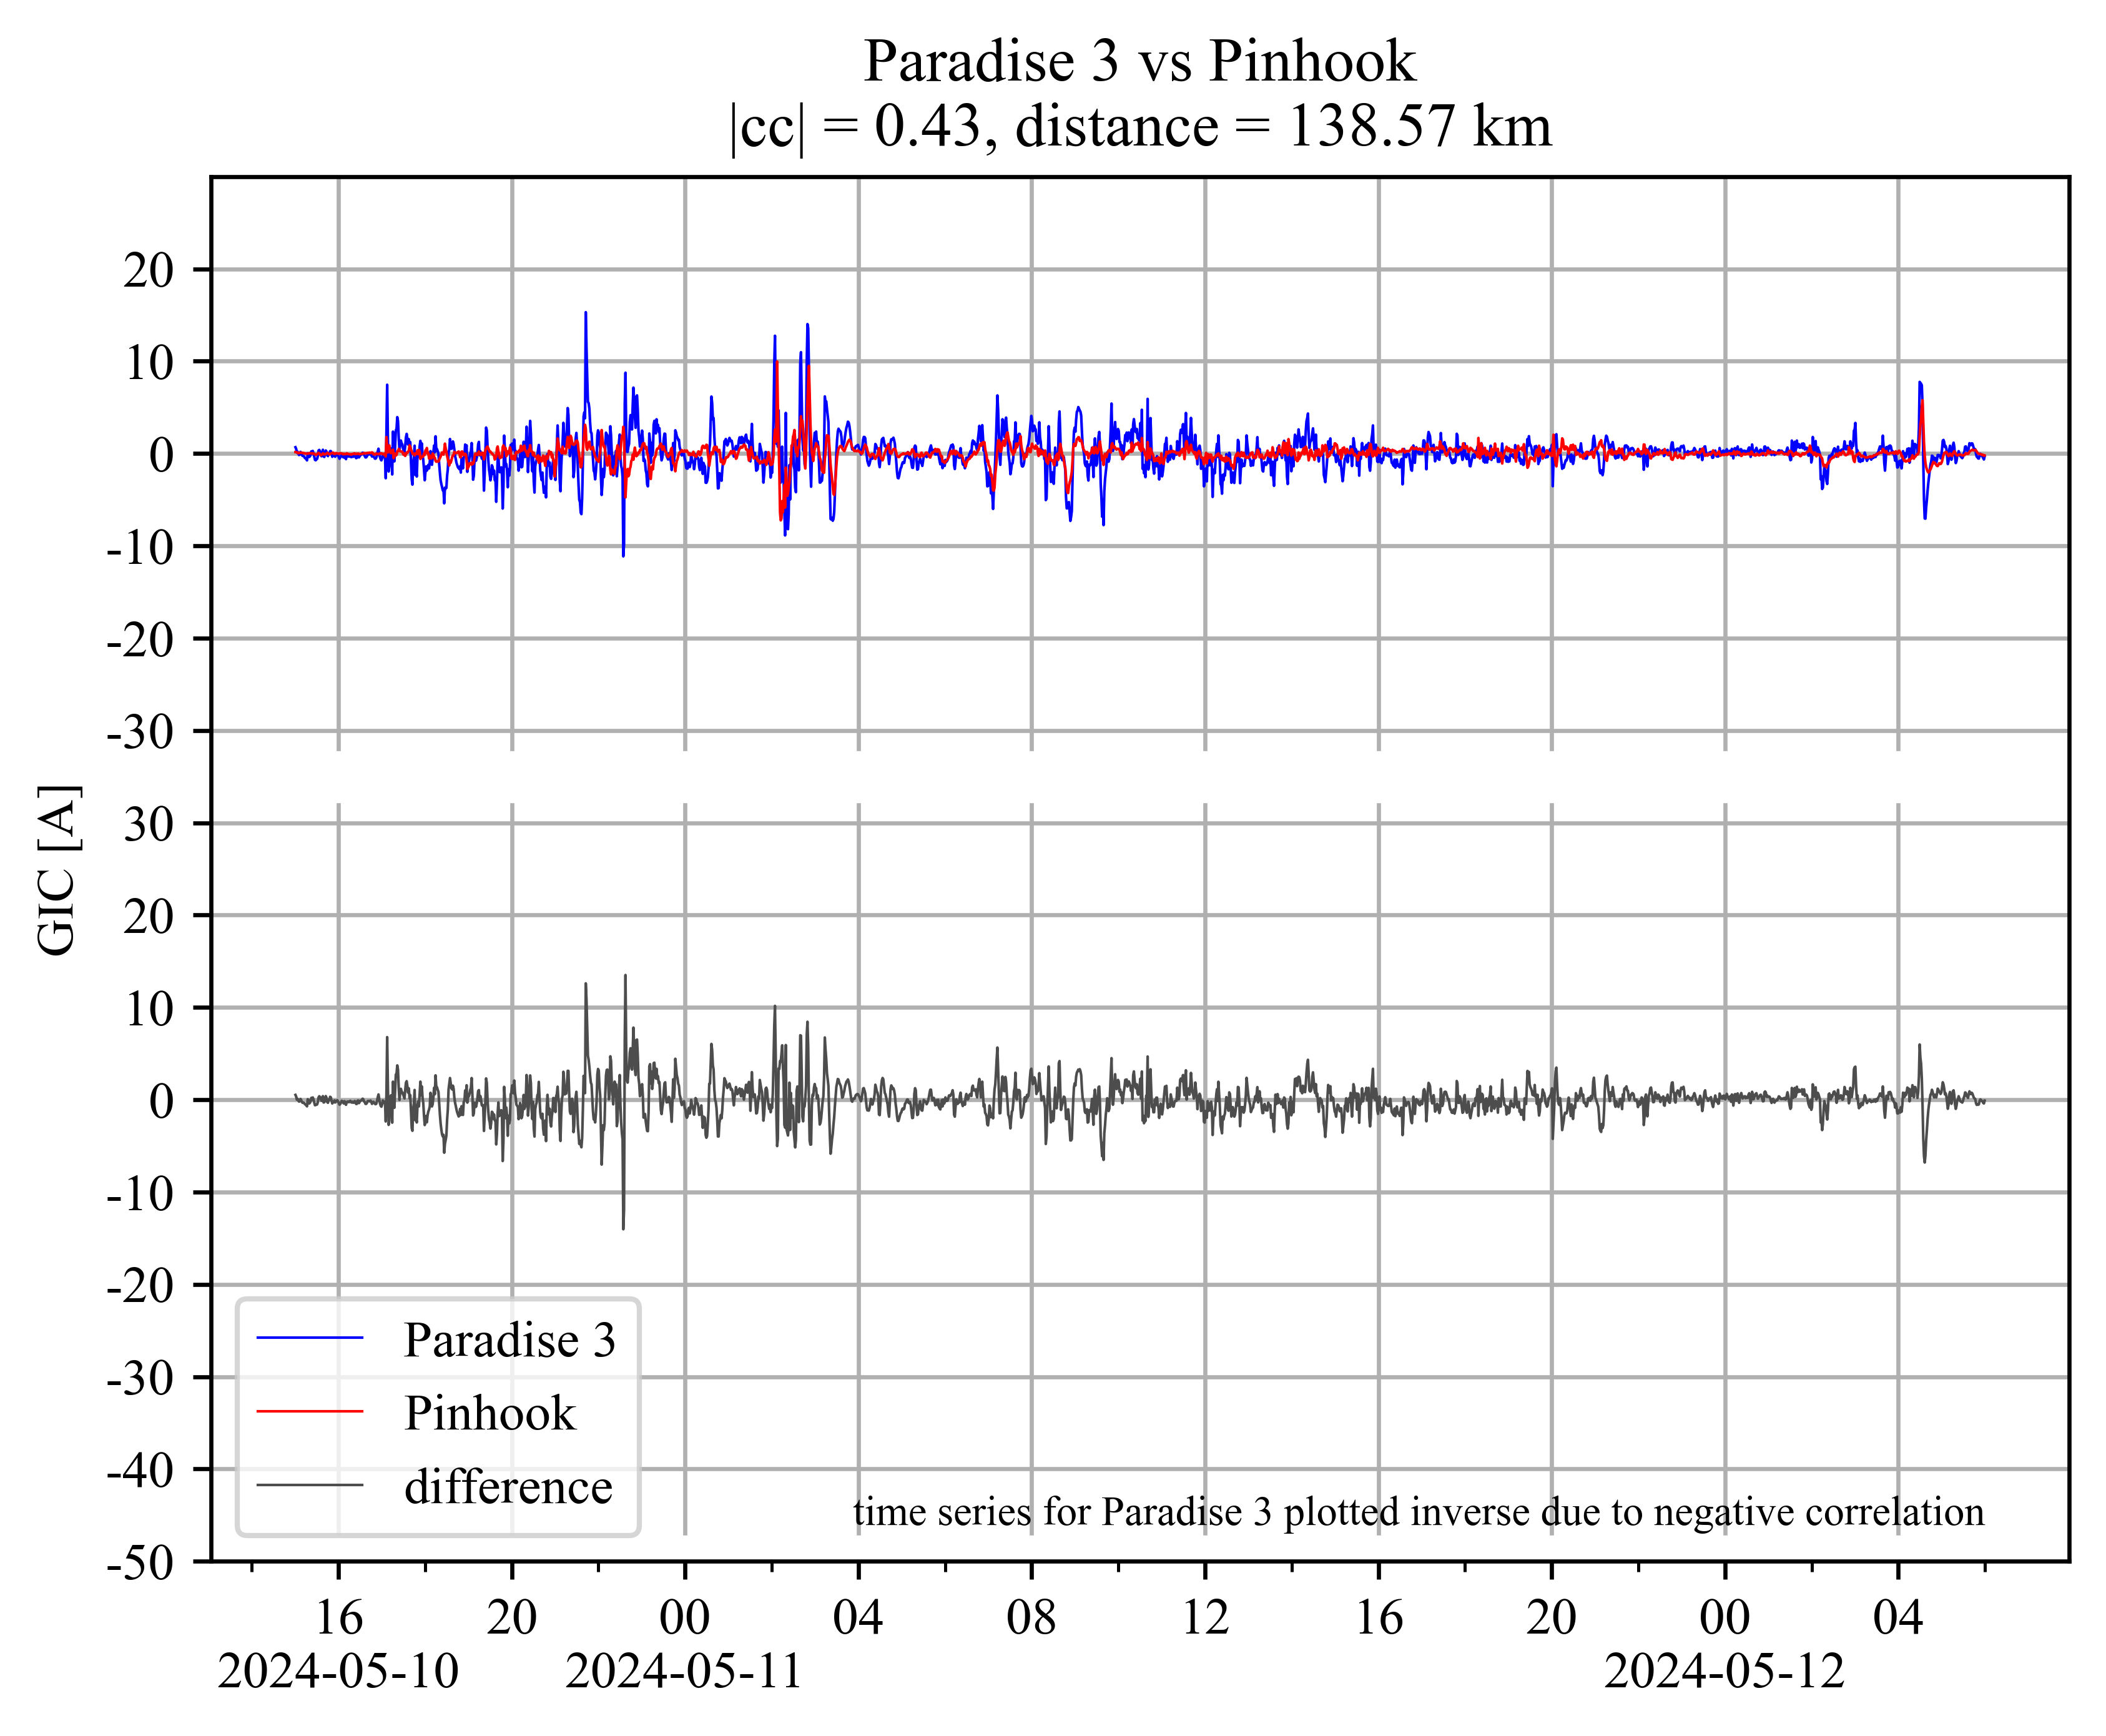 Paradise 3 vs Pinhook
|cc| = 0.43, distance = 138.57 km
20
10
0
-10
-20
-30
30
20
10
0
-10
-20
-30
-40
-50
GIC [A]
Paradise 3
Pinhook
difference
time series for Paradise 3 plotted inverse due to negative correlation
16 20 00 04 08 12 16 20 00 04
2024-05-10 2024-05-11 2024-05-12